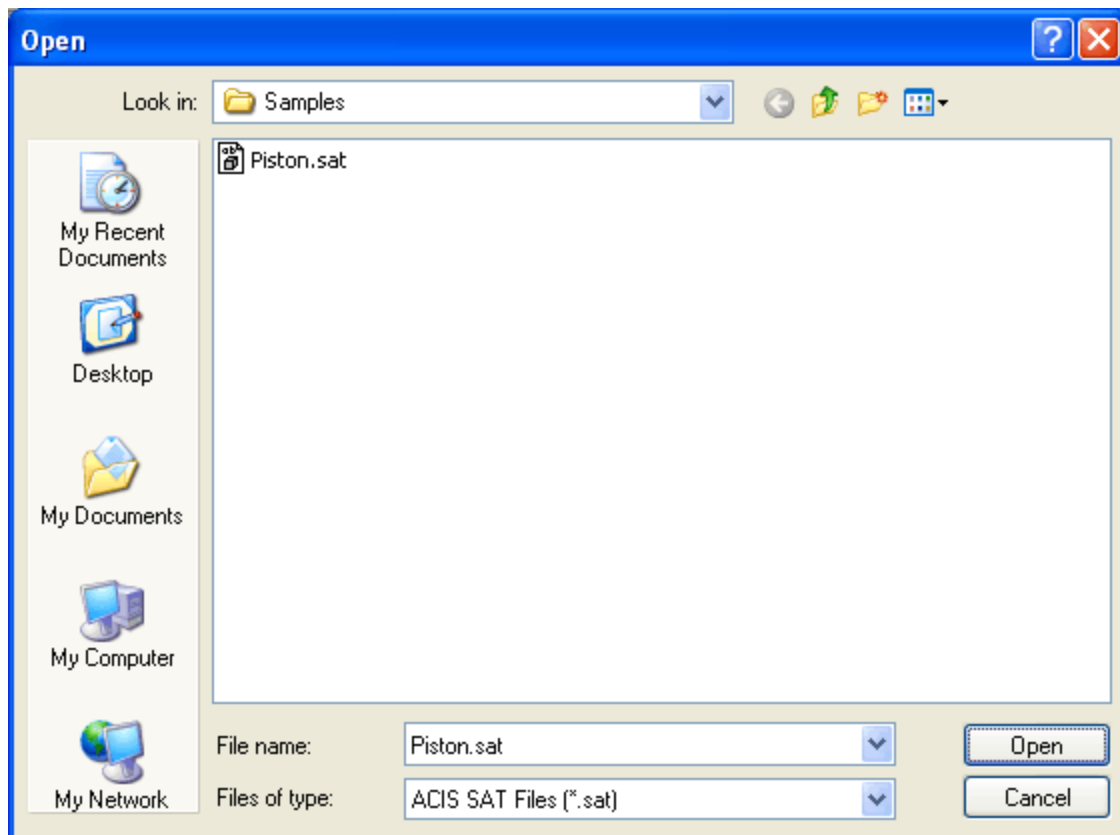 Open
Look in: Samples
Piston.sat
My Recent
Documents
Desktop
My Documents
My Computer
My Network
File name: Piston.sat Open
Files of type: ACIS SAT Files (*.sat) Cancel